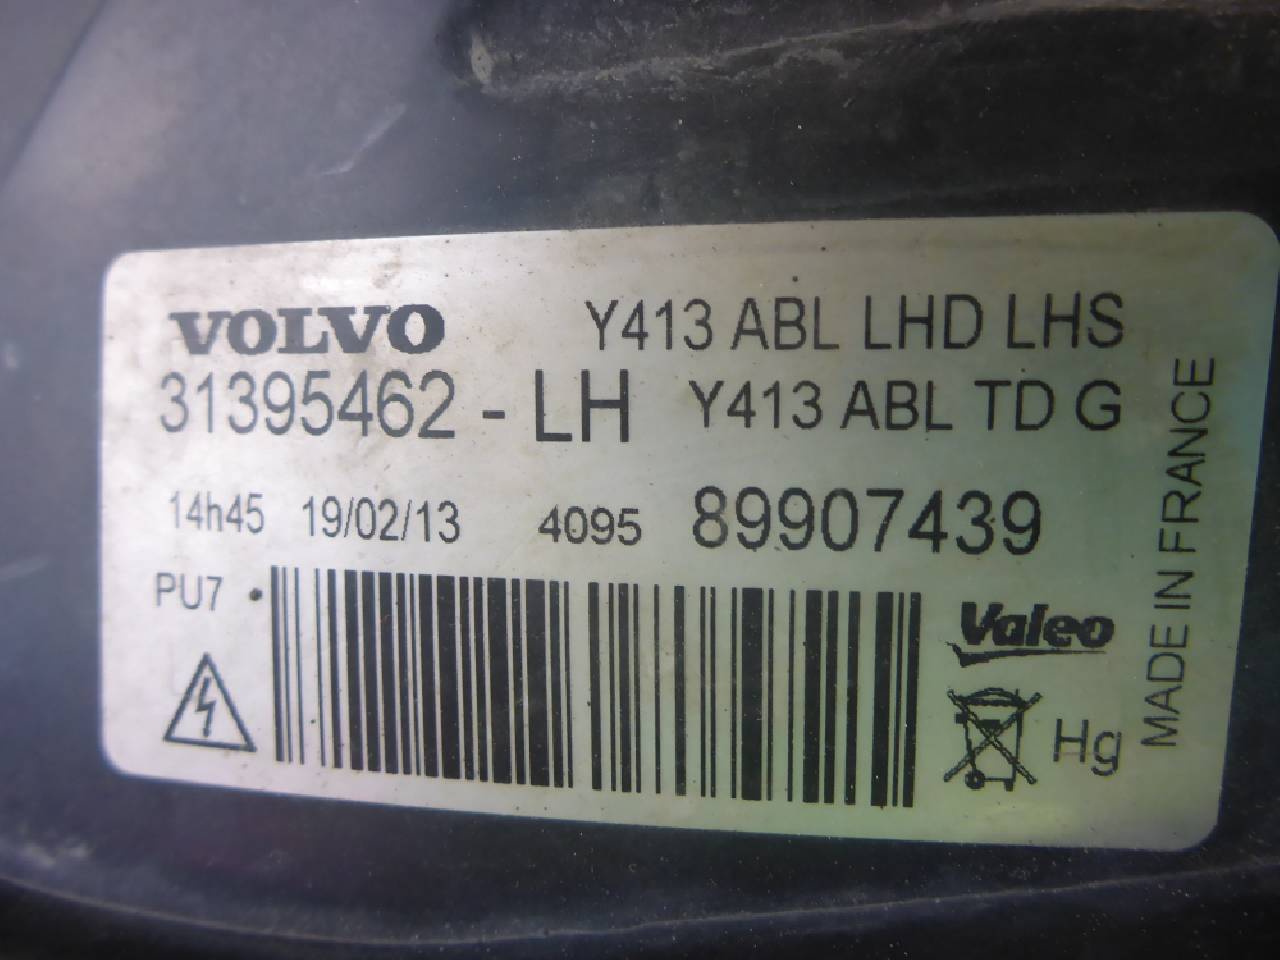 VOLVO Y413 ABL LHD LHS
31395462 - LH Y413 ABL TD G
14h45 19/02/13 4095 89907439
PU7
Valeo
Hg
MADE IN FRANCE